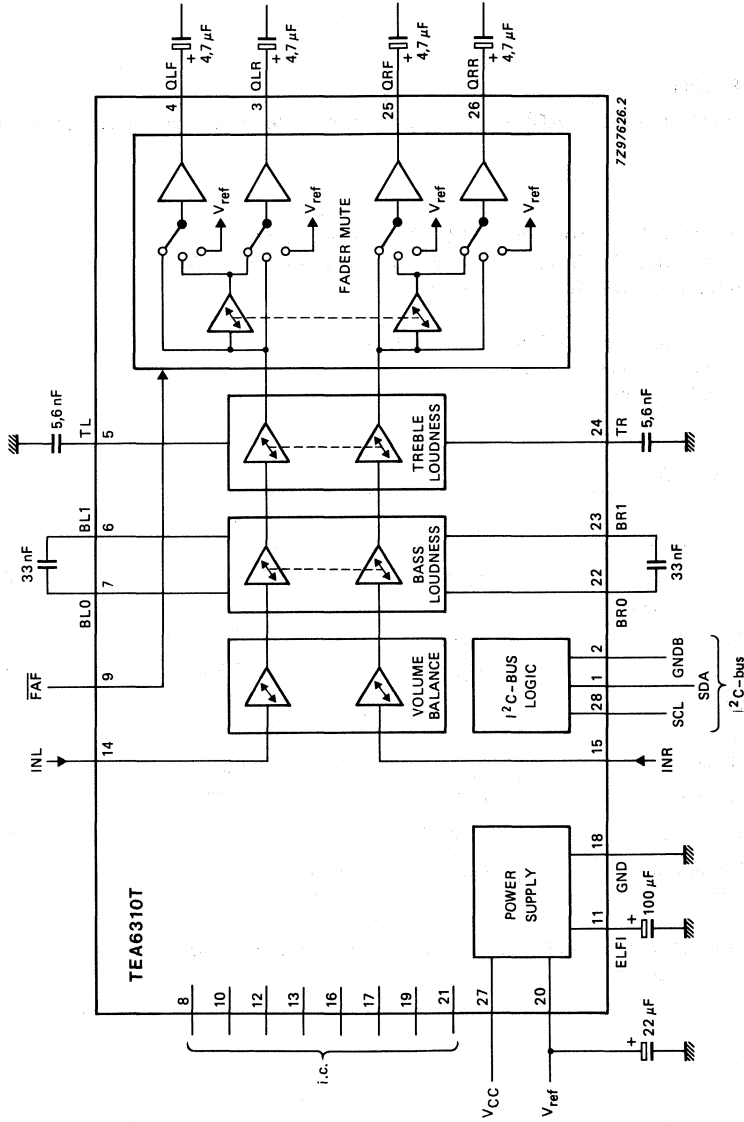 4,7 μF
4,7 μF
4,7 μF
4,7 μF
+
+
+
+
4 QLF
3 QLR
25 QRF
26 QRR
7Z97626.2
Vref
Vref
Vref
Vref
FADER MUTE
5,6 nF
TL
5
TREBLE
LOUDNESS
24
TR
5,6 nF
33 nF
BL1
6
BL0
7
BASS
LOUDNESS
23
BR1
22
BR0
33 nF
FAF
9
INL
14
VOLUME
BALANCE
15
INR
I²C-BUS
LOGIC
2
1
28
GNDB
SDA
SCL
I²C-bus
TEA6310T
POWER
SUPPLY
18
GND
11
ELFI
+
100 μF
8
10
12
13
16
17
19
21
i.c.
27
VCC
20
Vref
+
22 μF